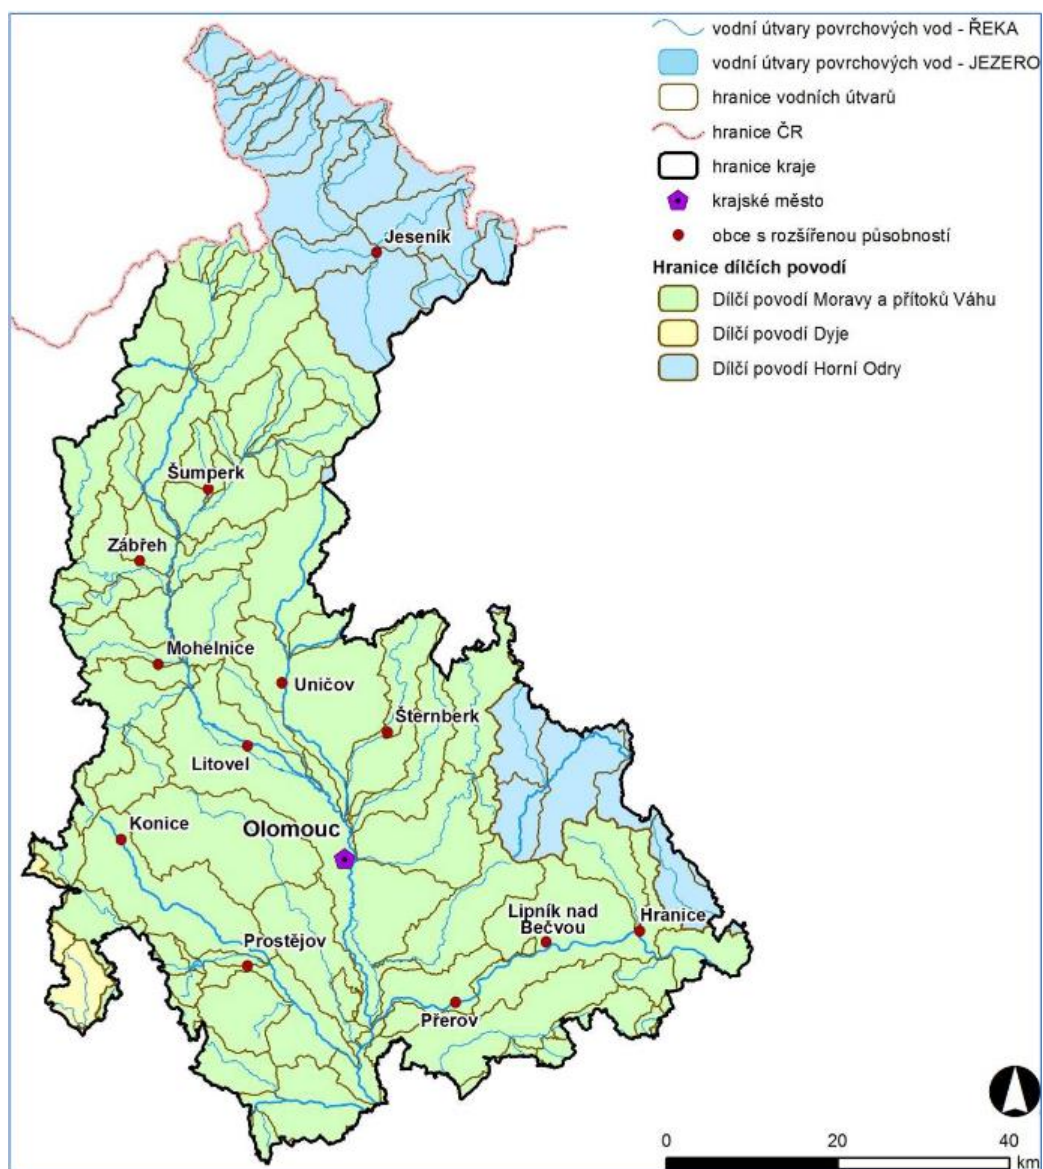 vodní útvary povrchových vod - ŘEKA
vodní útvary povrchových vod - JEZERO
hranice vodních útvarů
hranice ČR
hranice kraje
krajské město
obce s rozšířenou působností
Hranice dílčích povodí
Dílčí povodí Moravy a přítoků Váhu
Dílčí povodí Dyje
Dílčí povodí Horní Odry
Jeseník
Šumperk
Zábřeh
Mohelnice
Uničov
Šternberk
Litovel
Konice
Olomouc
Lipník nad
Bečvou
Hranice
Prostějov
Přerov
0 20 40
km